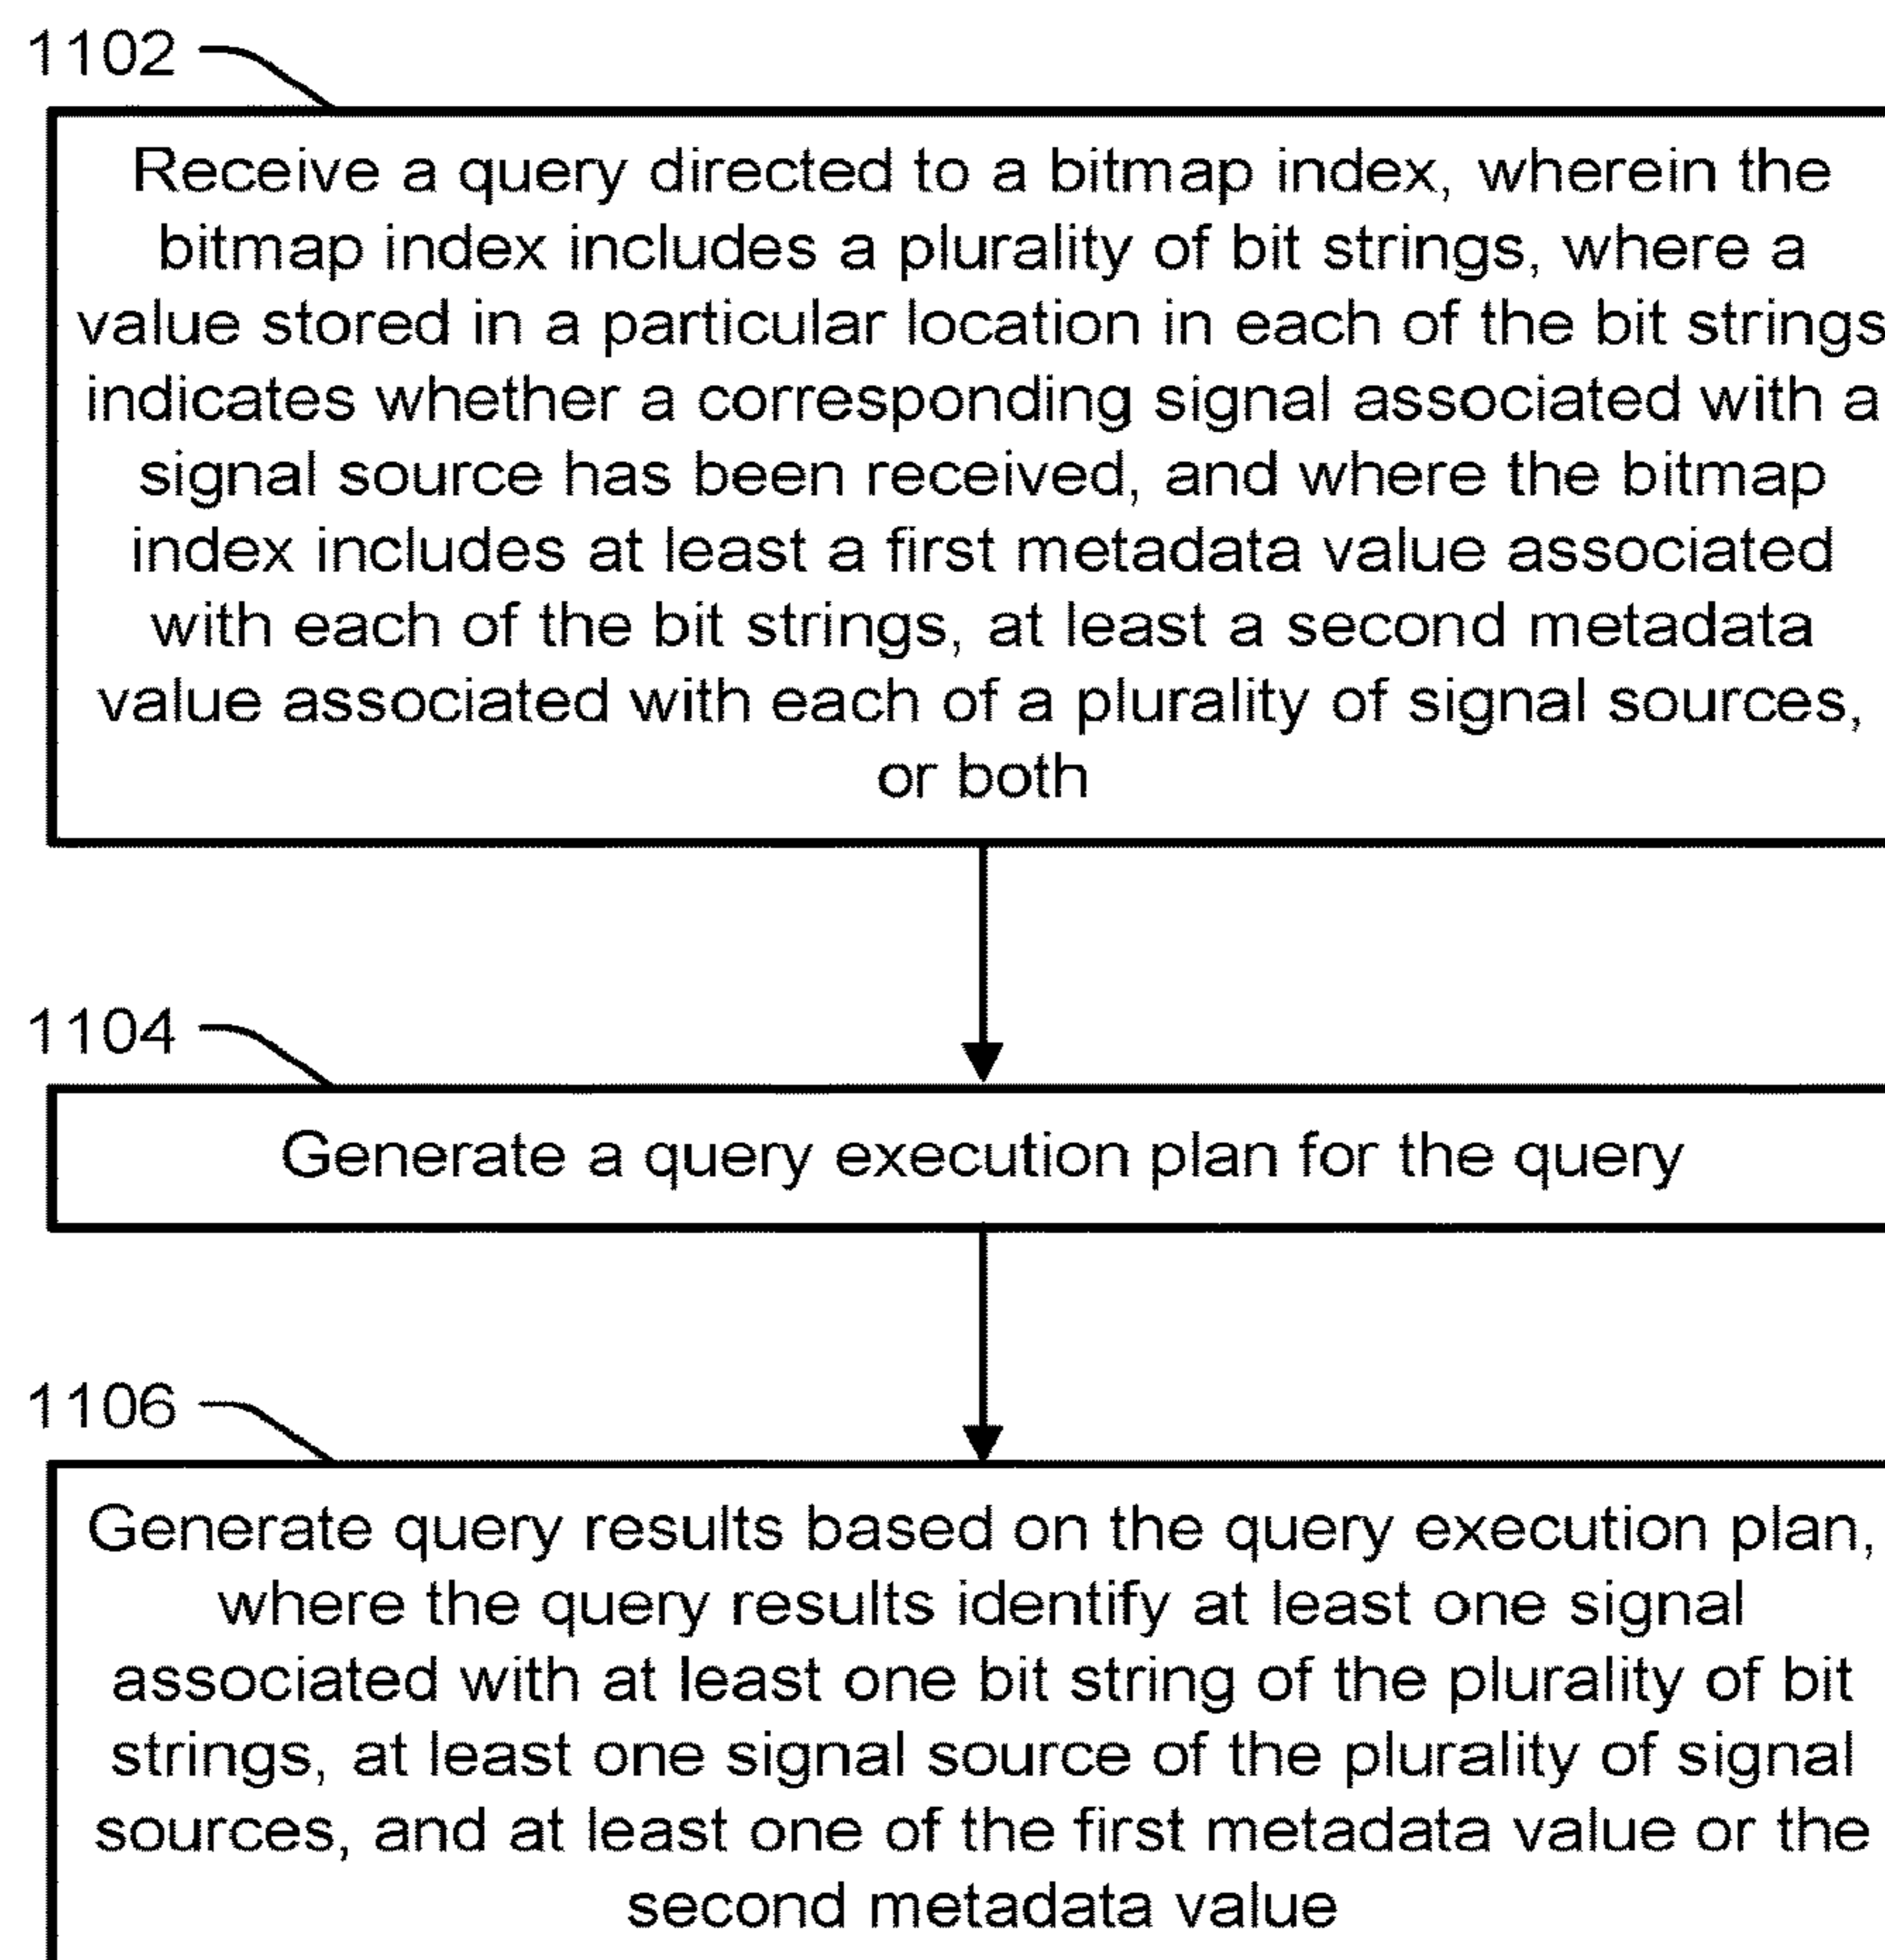 1102
Receive a query directed to a bitmap index, wherein the
bitmap index includes a plurality of bit strings, where a
value stored in a particular location in each of the bit strings
indicates whether a corresponding signal associated with a
signal source has been received, and where the bitmap
index includes at least a first metadata value associated
with each of the bit strings, at least a second metadata
value associated with each of a plurality of signal sources,
or both
1104
Generate a query execution plan for the query
1106
Generate query results based on the query execution plan,
where the query results identify at least one signal
associated with at least one bit string of the plurality of bit
strings, at least one signal source of the plurality of signal
sources, and at least one of the first metadata value or the
second metadata value